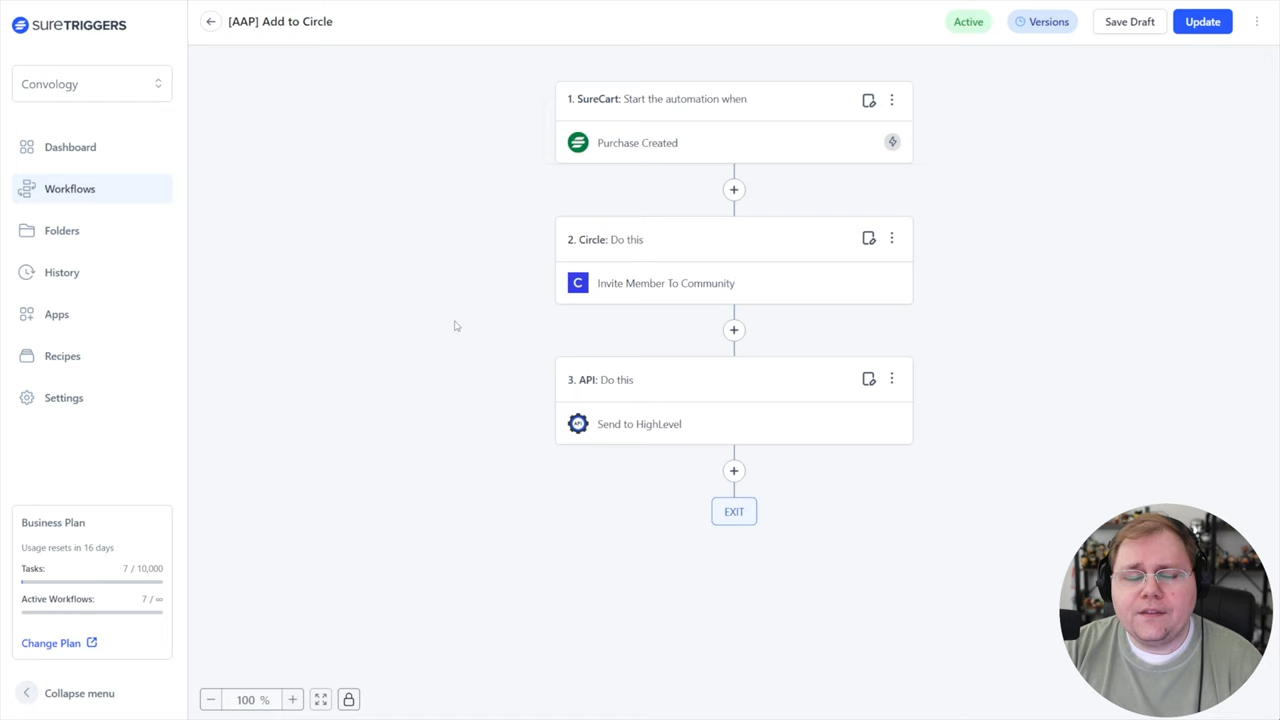 sureTRIGGERS
[AAP] Add to Circle
Active
Versions
Save Draft
Update
Convology
Dashboard
Workflows
Folders
History
Apps
Recipes
Settings
1. SureCart: Start the automation when
Purchase Created
2. Circle: Do this
C
Invite Member To Community
3. API: Do this
API
Send to HighLevel
EXIT
Business Plan
Usage resets in 16 days
Tasks: 7 / 10,000
Active Workflows: 7 / ∞
Change Plan
Collapse menu
100 %